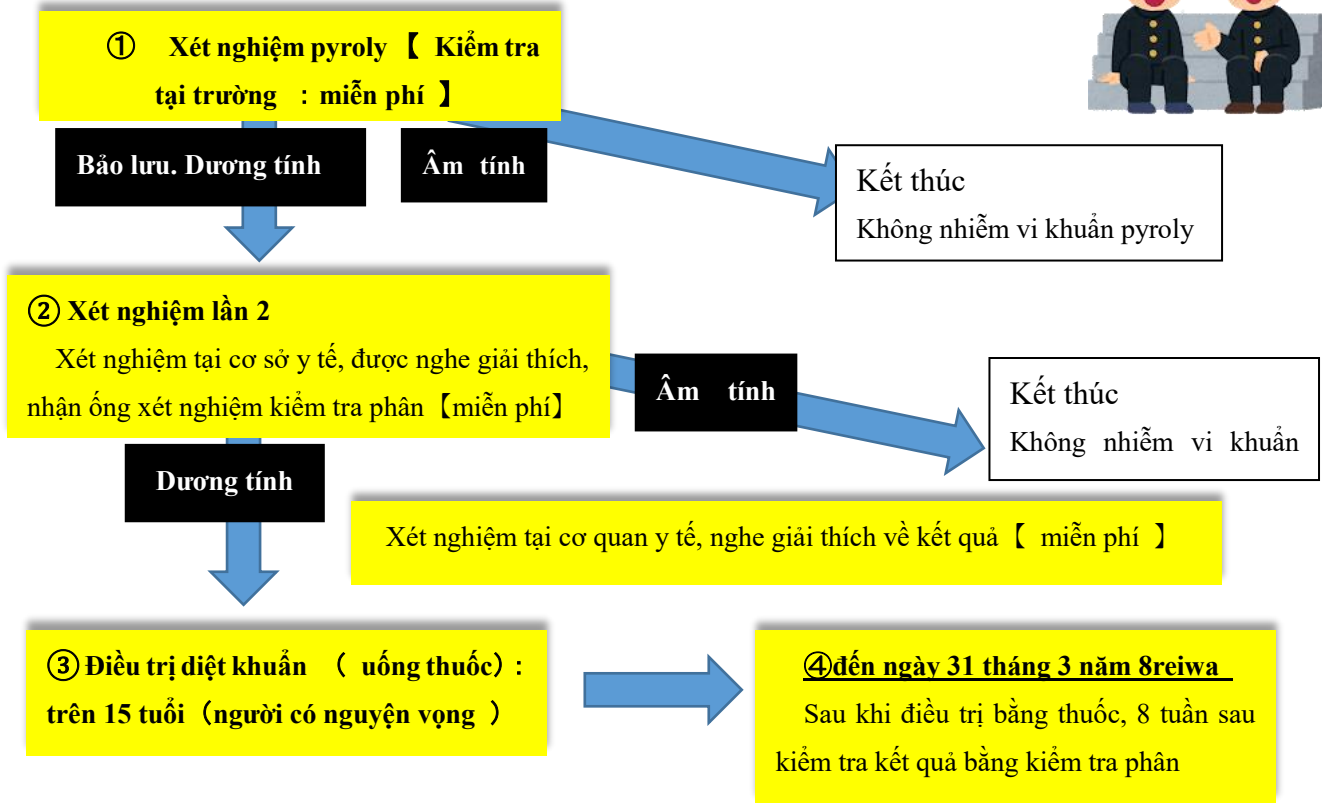 ① Xét nghiệm pyroly【 Kiểm tra
tại trường : miễn phí 】
Bảo lưu. Dương tính
Âm tính
Kết thúc
Không nhiễm vi khuẩn pyroly
② Xét nghiệm lần 2
Xét nghiệm tại cơ sở y tế, được nghe giải thích,
nhận ống xét nghiệm kiểm tra phân【miễn phí】
Âm tính
Kết thúc
Không nhiễm vi khuẩn
Dương tính
Xét nghiệm tại cơ quan y tế, nghe giải thích về kết quả【 miễn phí 】
③ Điều trị diệt khuẩn （ uống thuốc）:
trên 15 tuổi（người có nguyện vọng ）
④đến ngày 31 tháng 3 năm 8reiwa
Sau khi điều trị bằng thuốc, 8 tuần sau
kiểm tra kết quả bằng kiểm tra phân